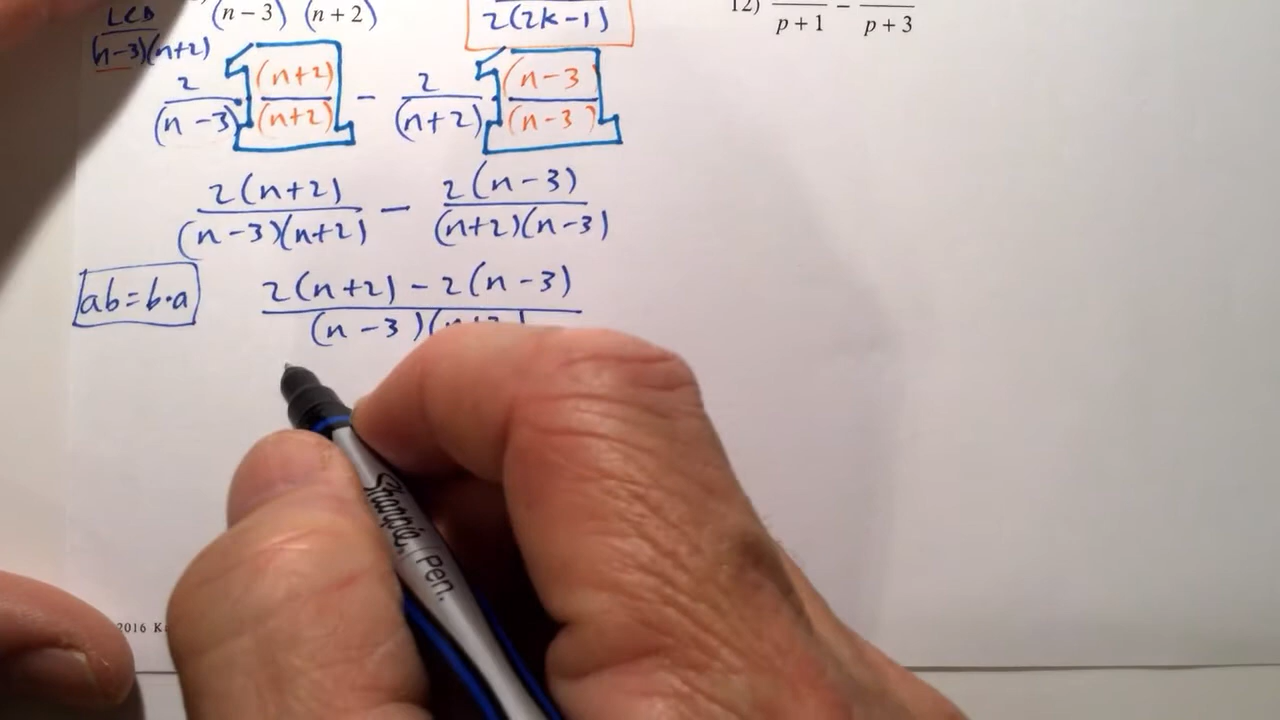 LCD (n − 3) (n + 2)
(n−3)(n+2)
2(2k−1)
12) — − —
p + 1 p + 3
2/(n−3) · (n+2)/(n+2) − 2/(n+2) · (n−3)/(n−3)
2(n+2)/(n−3)(n+2) − 2(n−3)/(n+2)(n−3)
ab=b·a
2(n+2) − 2(n−3)
(n−3)(n+2)
Sharpie. Pen.
2016